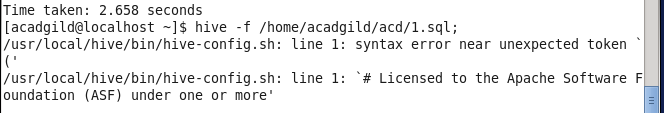 Time taken: 2.658 seconds
[acadgild@localhost ~]$ hive -f /home/acadgild/acd/1.sql;
/usr/local/hive/bin/hive-config.sh: line 1: syntax error near unexpected token `
('
/usr/local/hive/bin/hive-config.sh: line 1: `# Licensed to the Apache Software F
oundation (ASF) under one or more'